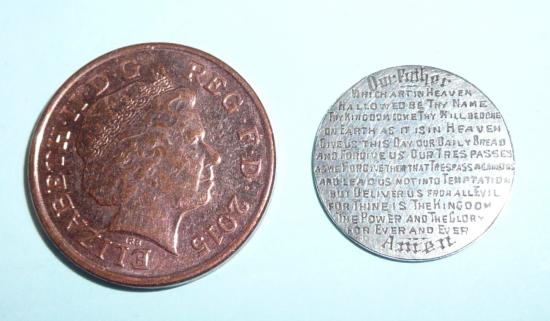 ELIZABETH·II·D·G REG·F·D·2015
Our Father
WHICH ART IN HEAVEN
HALLOWED BE THY NAME
THY KINGDOM COME THY WILL BE DONE
ON EARTH AS IT IS IN HEAVEN
GIVE US THIS DAY OUR DAILY BREAD
AND FORGIVE US OUR TRESPASSES
AS WE FORGIVE THEM THAT TRESPASS AGAINST US
AND LEAD US NOT INTO TEMPTATION
BUT DELIVER US FROM ALL EVIL
FOR THINE IS THE KINGDOM
THE POWER AND THE GLORY
FOR EVER AND EVER
Amen